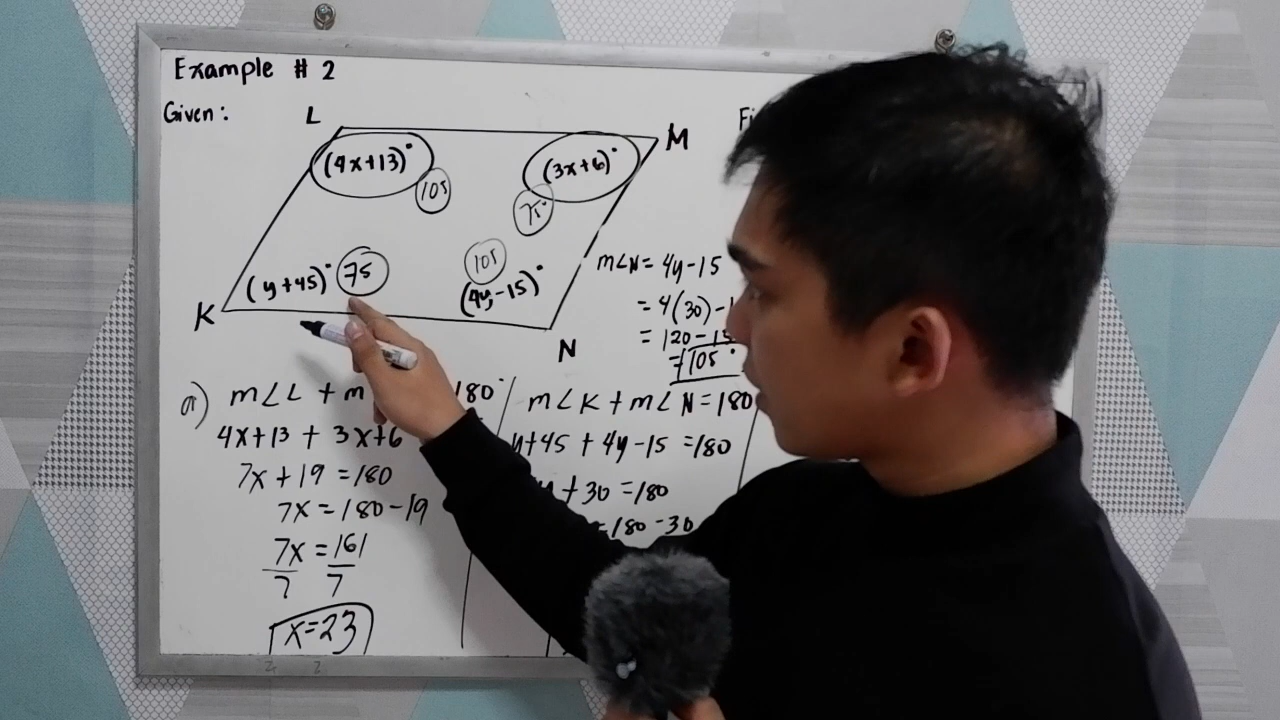 Example # 2
Given:
L
M
(4x+13)°
(3x+6)°
105
75°
(y+45)°
75
105
(4y-15)°
K
N
m∠N = 4y-15
= 4(30)-
= 120-15
= 105°
a) m∠L + m 180°
4x+13 + 3x+6
7x + 19 = 180
7x = 180-19
7x = 161
7 7
x=23
m∠K + m∠N = 180
y+45 + 4y-15 = 180
+ 30 = 180
= 180-30